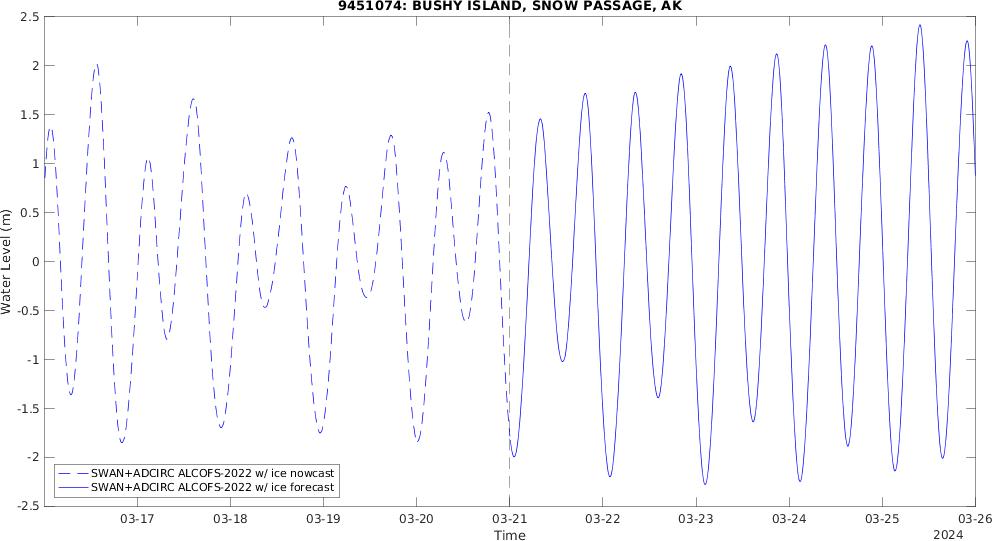 9451074: BUSHY ISLAND, SNOW PASSAGE, AK
2.5
2
1.5
1
0.5
0
-0.5
-1
-1.5
-2
-2.5
Water Level (m)
SWAN+ADCIRC ALCOFS-2022 w/ ice nowcast
SWAN+ADCIRC ALCOFS-2022 w/ ice forecast
03-17 03-18 03-19 03-20 03-21 03-22 03-23 03-24 03-25 03-26
Time
2024